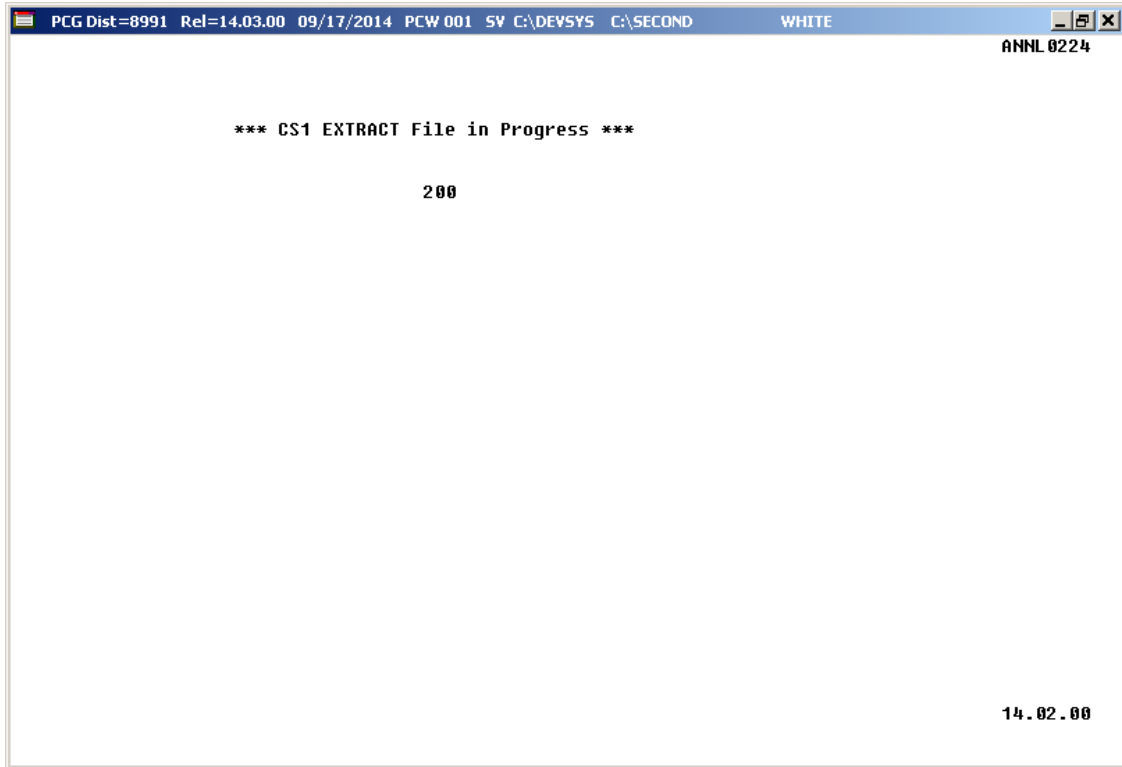 PCG Dist=8991 Rel=14.03.00 09/17/2014 PCW 001 SV C:\DEVSYS C:\SECOND WHITE
ANNL0224
*** CS1 EXTRACT File in Progress ***
200
14.02.00